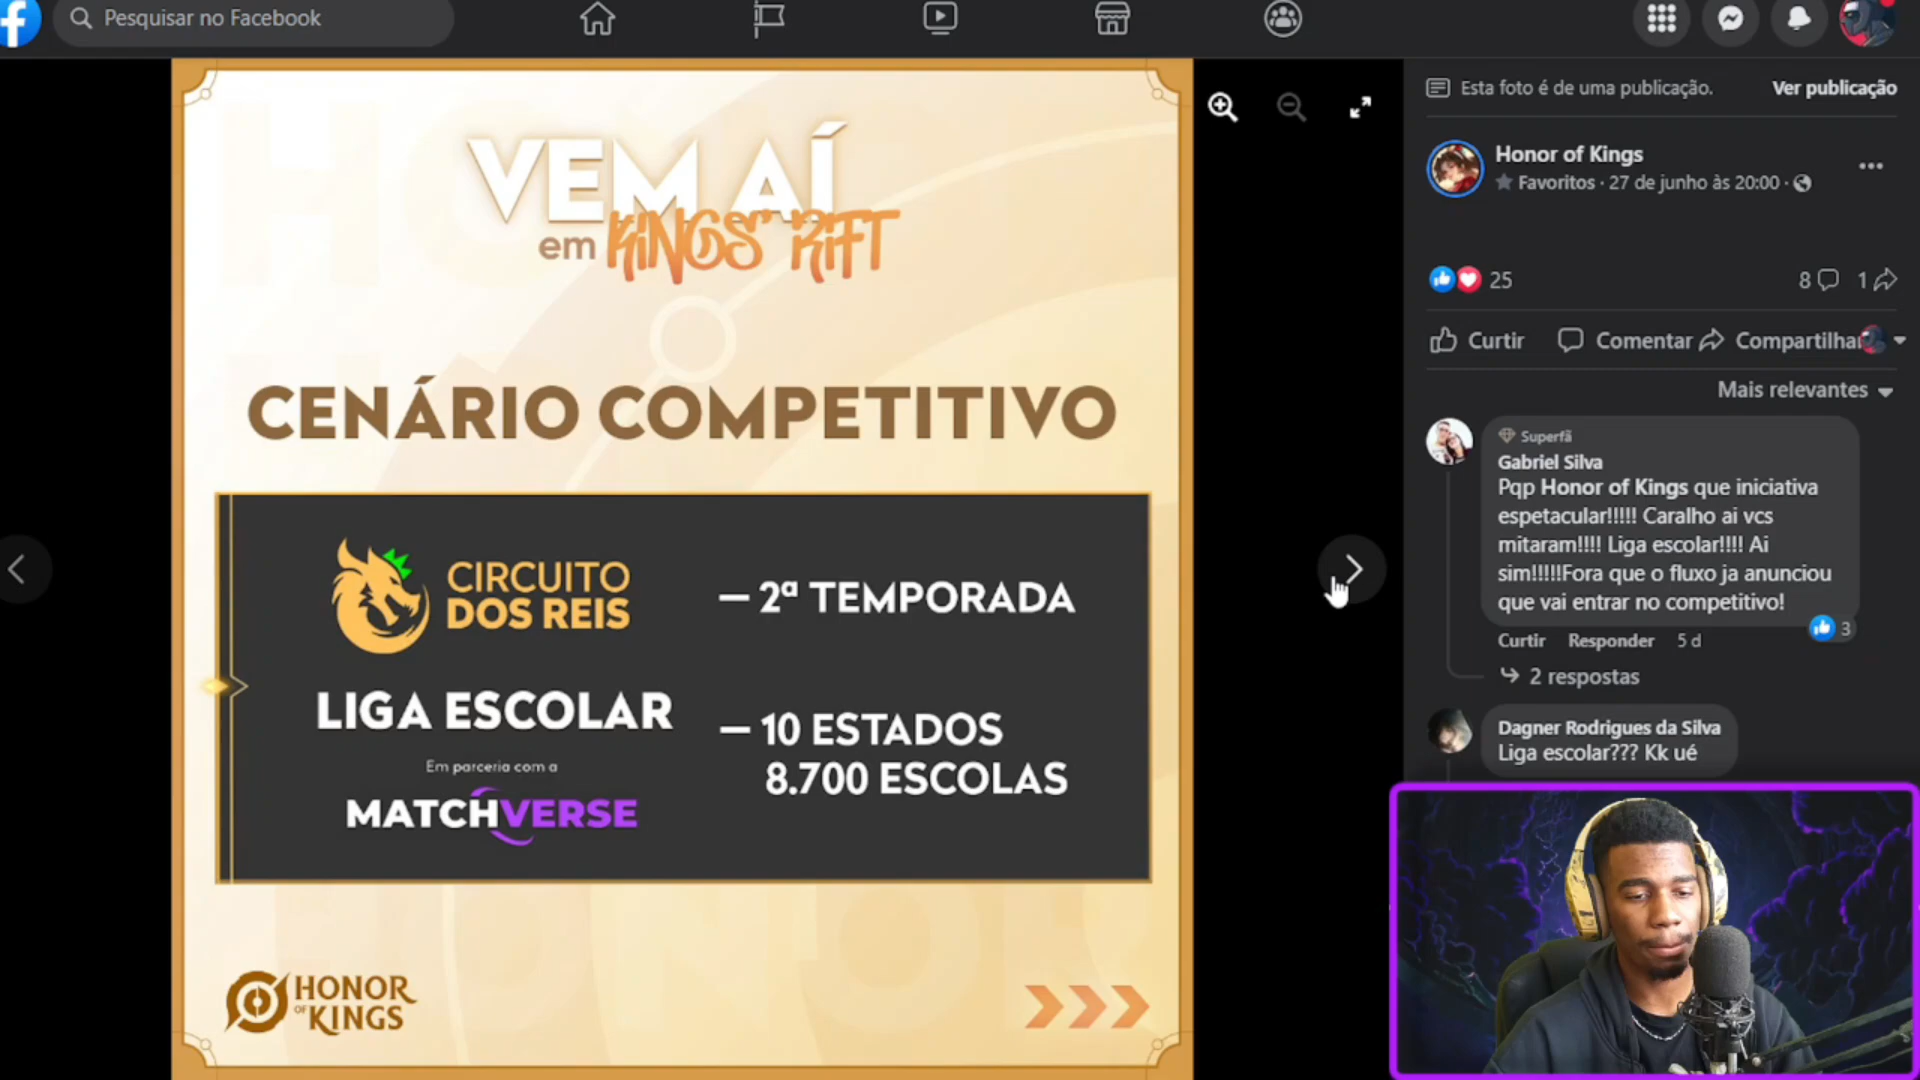 Pesquisar no Facebook
VEM AÍ
em KINGS' RIFT
CENÁRIO COMPETITIVO
CIRCUITO
DOS REIS
— 2ª TEMPORADA
LIGA ESCOLAR
Em parceria com a
MATCHVERSE
— 10 ESTADOS
8.700 ESCOLAS
HONOR
OF KINGS
Esta foto é de uma publicação.
Ver publicação
Honor of Kings
Favoritos · 27 de junho às 20:00 ·
25
8
1
Curtir
Comentar
Compartilhar
Mais relevantes
Superfã
Gabriel Silva
Pqp Honor of Kings que iniciativa
espetacular!!!!! Caralho ai vcs
mitaram!!!! Liga escolar!!!! Ai
sim!!!!!Fora que o fluxo ja anunciou
que vai entrar no competitivo!
3
Curtir Responder 5 d
2 respostas
Dagner Rodrigues da Silva
Liga escolar??? Kk ué